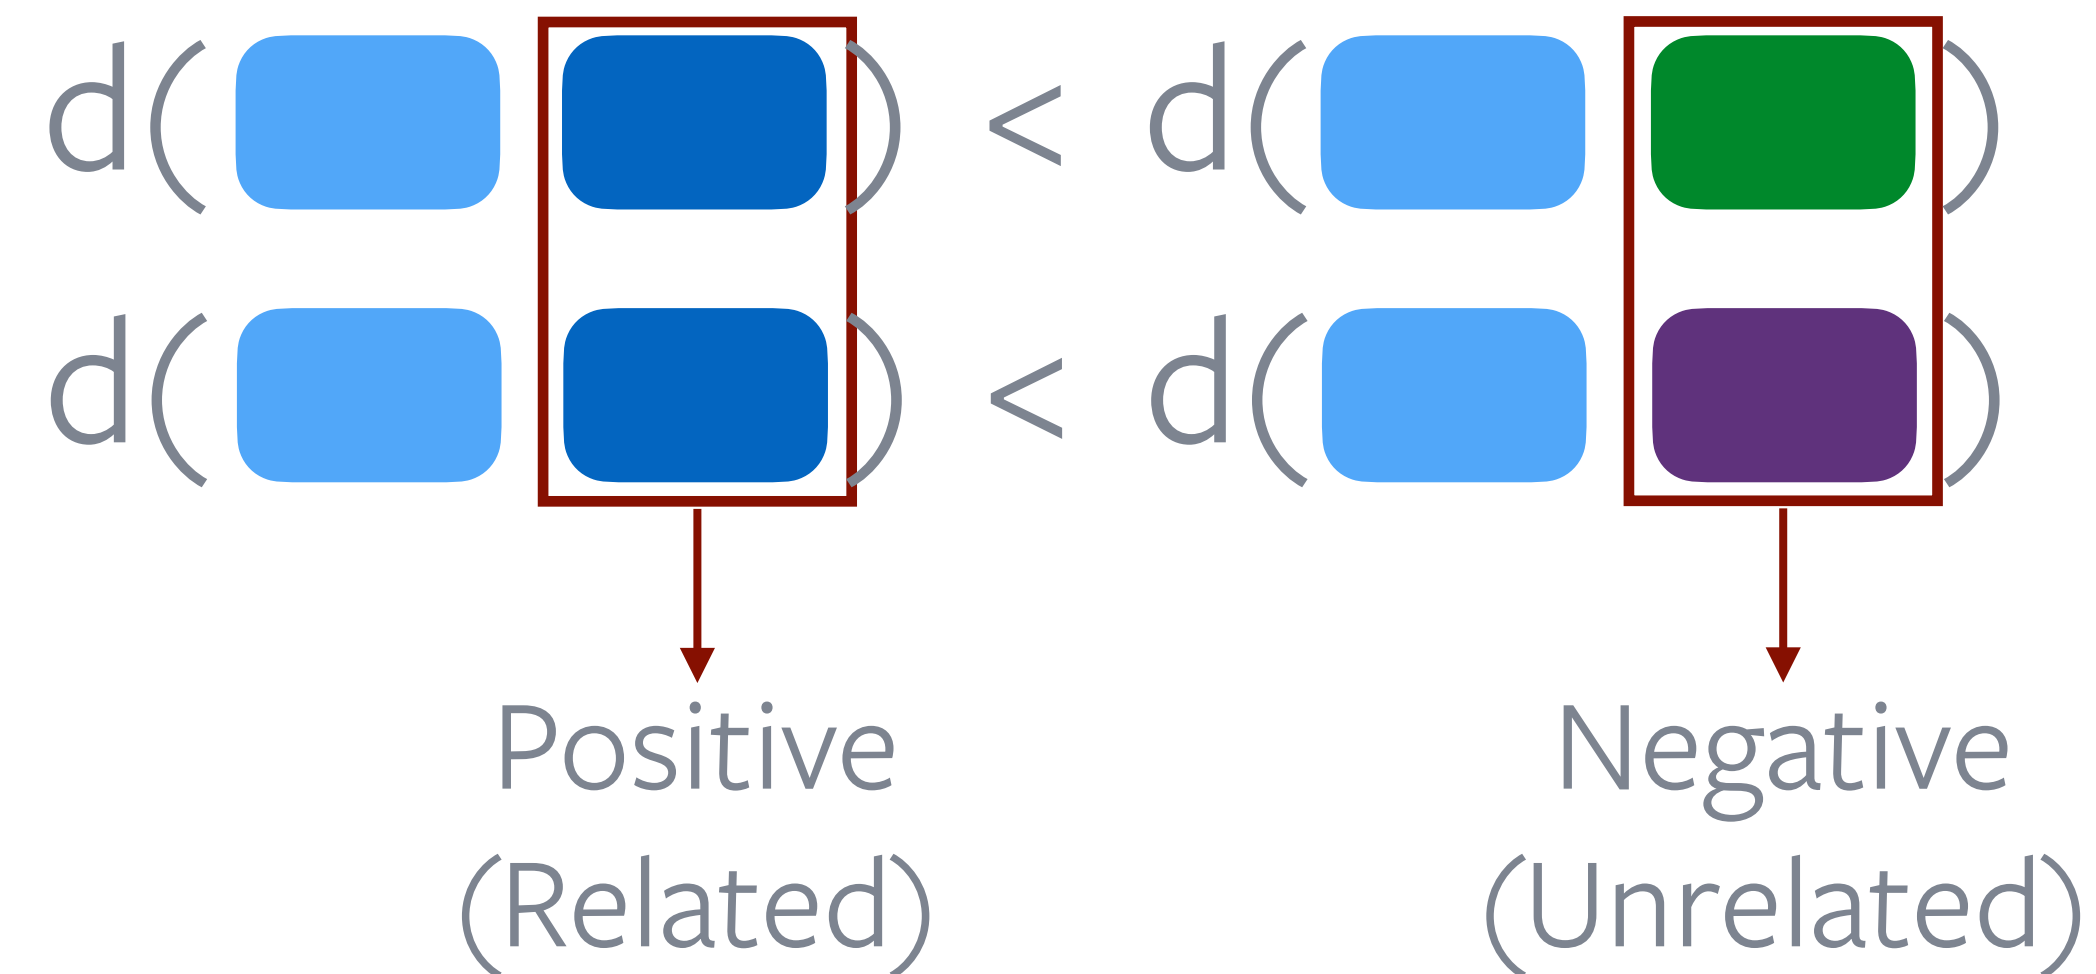 d( ) < d( )
d( ) < d( )
Positive Negative
(Related) (Unrelated)